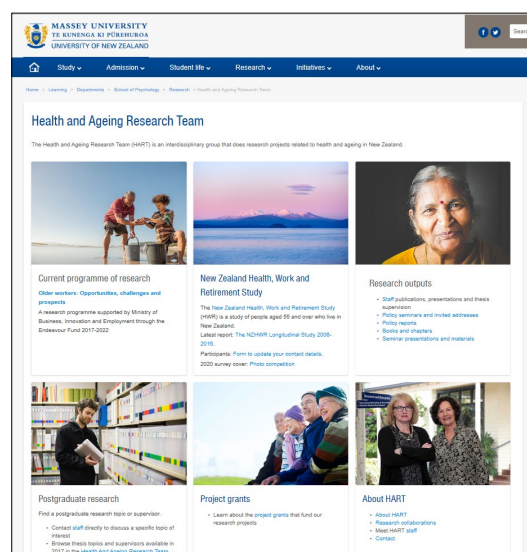 MASSEY UNIVERSITY
TE KUNENGA KI PŪREHUROA
UNIVERSITY OF NEW ZEALAND
Sear
Study
Admission
Student life
Research
Initiatives
About
Home > Learning > Departments > School of Psychology > Research > Health and Ageing Research Team
Health and Ageing Research Team
The Health and Ageing Research Team (HART) is an interdisciplinary group that does research projects related to health and ageing in New Zealand.
Current programme of research
Older workers: Opportunities, challenges and
prospects
A research programme supported by Ministry of
Business, Innovation and Employment through the
Endeavour Fund 2017-2022
New Zealand Health, Work and
Retirement Study
The New Zealand Health, Work and Retirement Study
(HWR) is a study of people aged 55 and over who live in
New Zealand.
Latest report: The NZHWR Longitudinal Study 2006-
2016.
Participants: Form to update your contact details.
2020 survey cover: Photo competition
Research outputs
• Staff publications, presentations and thesis
supervision
• Policy seminars and invited addresses
• Policy reports
• Books and chapters
• Seminar presentations and materials
Postgraduate research
Find a postgraduate research topic or supervisor.
• Contact staff directly to discuss a specific topic of
interest
• Browse thesis topics and supervisors available in
2017 in the Health And Ageing Research Team
Project grants
• Learn about the project grants that fund our
research projects
About HART
• About HART
• Research collaborations
• Meet HART staff
• Contact